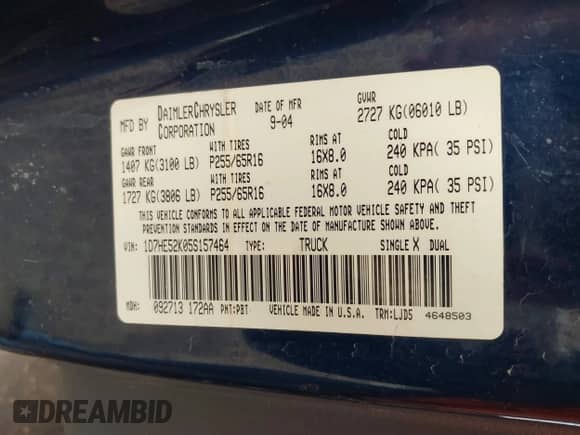 MFD BY DAIMLERCHRYSLER CORPORATION DATE OF MFR 9-04 GVWR 2727 KG(06010 LB)
GAWR FRONT WITH TIRES RIMS AT COLD
1407 KG(3100 LB) P255/65R16 16X8.0 240 KPA( 35 PSI)
GAWR REAR WITH TIRES RIMS AT COLD
1727 KG(3806 LB) P255/65R16 16X8.0 240 KPA( 35 PSI)
THIS VEHICLE CONFORMS TO ALL APPLICABLE FEDERAL MOTOR VEHICLE SAFETY AND THEFT
PREVENTION STANDARDS IN EFFECT ON THE DATE OF MANUFACTURE SHOWN ABOVE.
VIN: 1D7HE52K05S157464 TYPE: TRUCK SINGLE X DUAL
MDH: 092713 172AA PNT:PBT VEHICLE MADE IN U.S.A. TRM:LJD5 4648503
DREAMBID